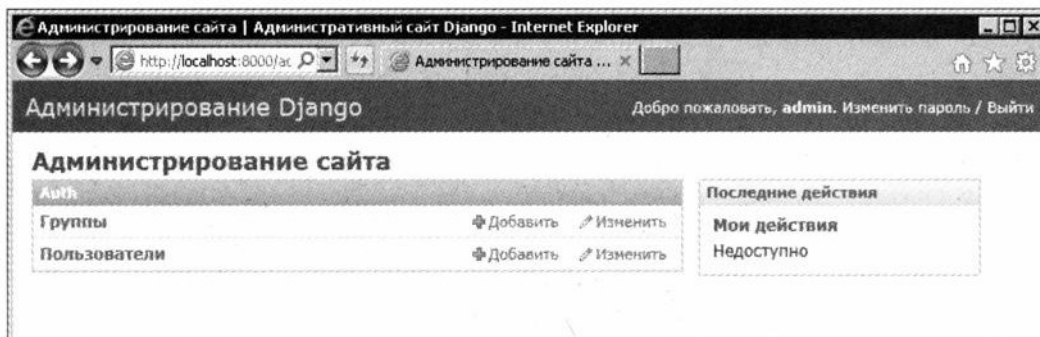 Администрирование сайта | Административный сайт Django - Internet Explorer
http://localhost:8000/ac
Администрирование сайта ...
Администрирование Django
Добро пожаловать, admin. Изменить пароль / Выйти
Администрирование сайта
Auth
Группы Добавить Изменить
Пользователи Добавить Изменить
Последние действия
Мои действия
Недоступно